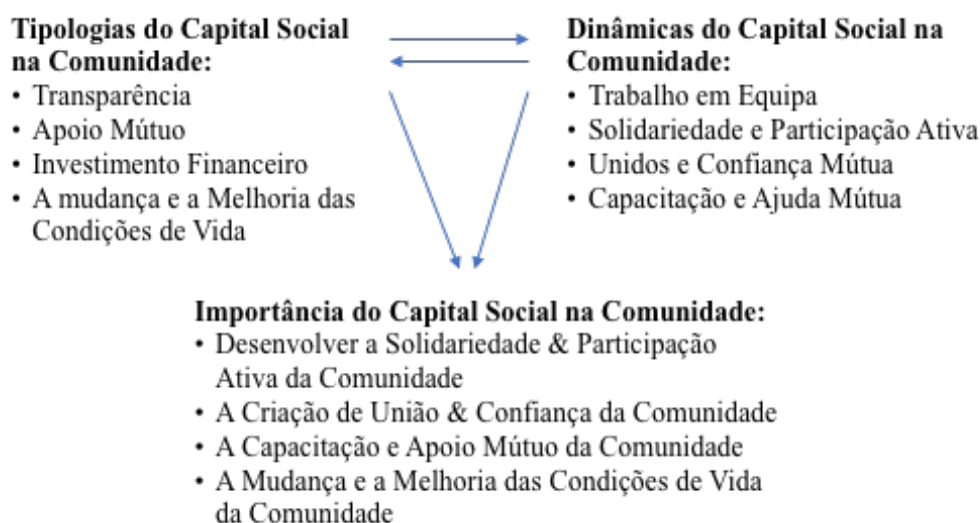 Tipologias do Capital Social
na Comunidade:
• Transparência
• Apoio Mútuo
• Investimento Financeiro
• A mudança e a Melhoria das
Condições de Vida
Dinâmicas do Capital Social na
Comunidade:
• Trabalho em Equipa
• Solidariedade e Participação Ativa
• Unidos e Confiança Mútua
• Capacitação e Ajuda Mútua
Importância do Capital Social na Comunidade:
• Desenvolver a Solidariedade & Participação
Ativa da Comunidade
• A Criação de União & Confiança da Comunidade
• A Capacitação e Apoio Mútuo da Comunidade
• A Mudança e a Melhoria das Condições de Vida
da Comunidade